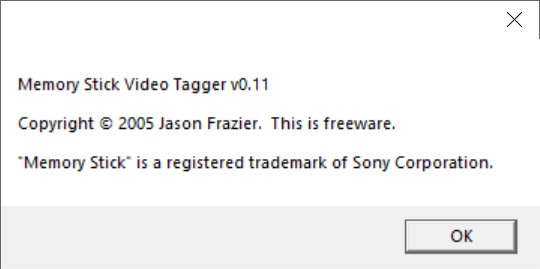 Memory Stick Video Tagger v0.11
Copyright © 2005 Jason Frazier.  This is freeware.
"Memory Stick" is a registered trademark of Sony Corporation.
OK